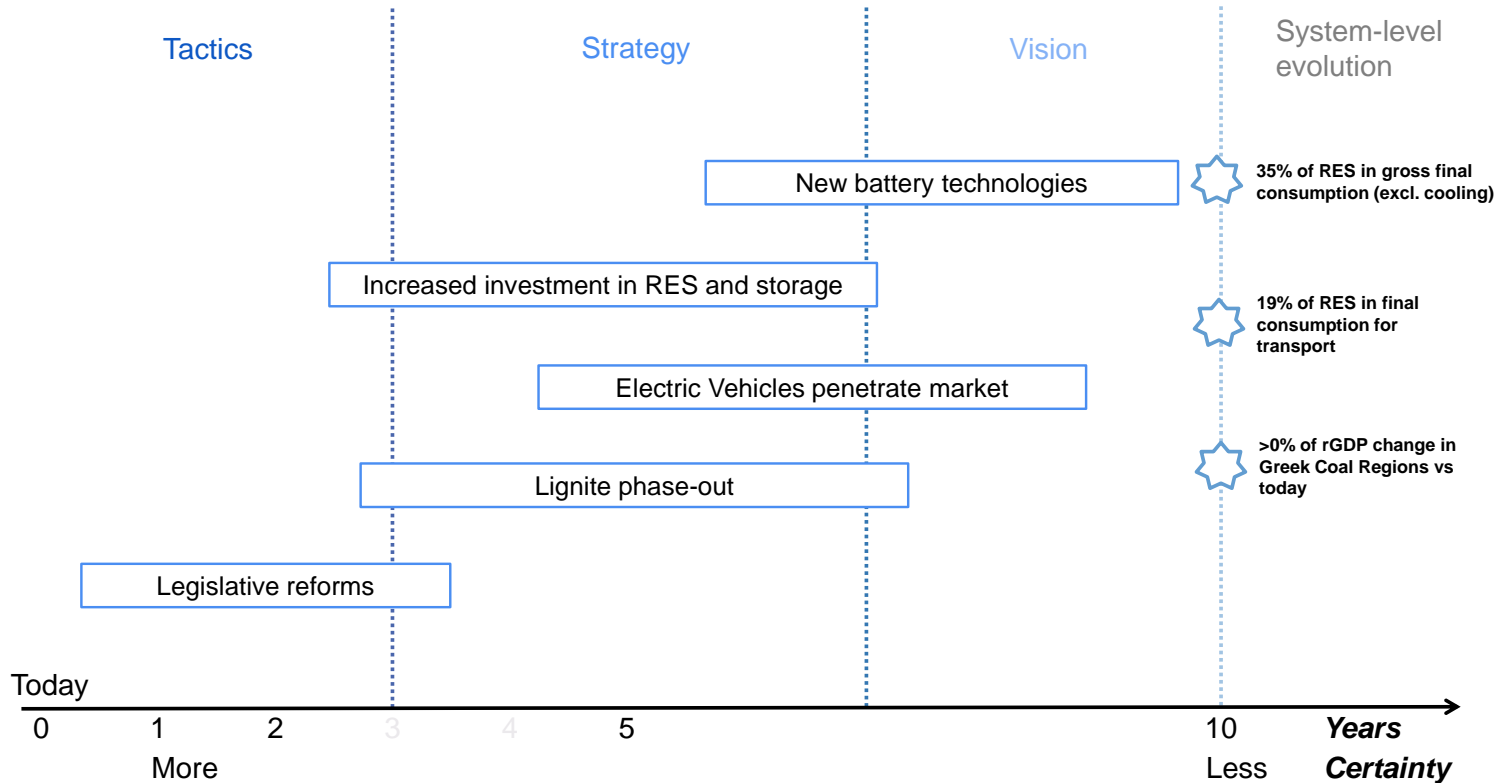 Tactics
Strategy
Vision
System-level
evolution
New battery technologies
35% of RES in gross final
consumption (excl. cooling)
Increased investment in RES and storage
19% of RES in final
consumption for
transport
Electric Vehicles penetrate market
>0% of rGDP change in
Greek Coal Regions vs
today
Lignite phase-out
Legislative reforms
Today
0 1 2 3 4 5 10 Years
More Less Certainty